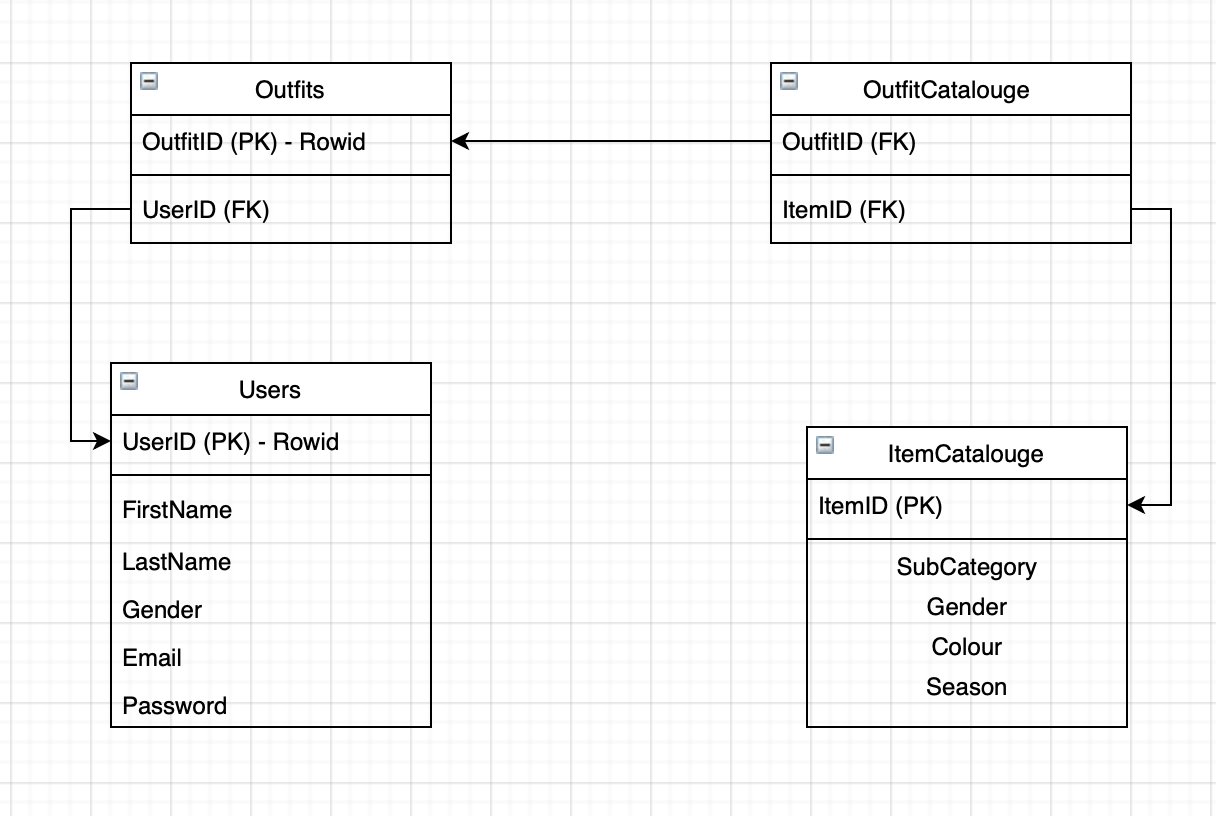 Outfits
OutfitID (PK) - Rowid
UserID (FK)
OutfitCatalouge
OutfitID (FK)
ItemID (FK)
Users
UserID (PK) - Rowid
FirstName
LastName
Gender
Email
Password
ItemCatalouge
ItemID (PK)
SubCategory
Gender
Colour
Season